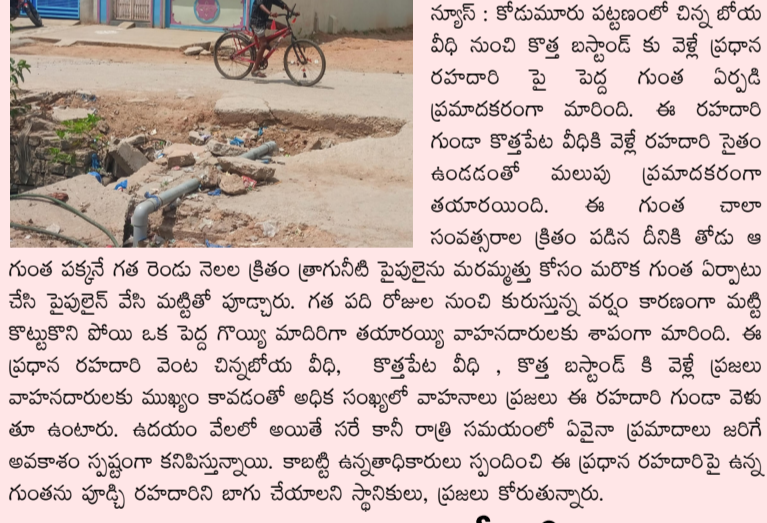 న్యూస్ : కోడుమూరు పట్టణంలో చిన్న బోయ
వీధి నుంచి కొత్త బస్టాండ్ కు వెళ్లే ప్రధాన
రహదారి పై పెద్ద గుంత ఏర్పడి
ప్రమాదకరంగా మారింది. ఈ రహదారి
గుండా కొత్తపేట వీధికి వెళ్లే రహదారి సైతం
ఉండడంతో మలుపు ప్రమాదకరంగా
తయారయింది. ఈ గుంత చాలా
సంవత్సరాల క్రితం పడిన దీనికి తోడు ఆ
గుంత పక్కనే గత రెండు నెలల క్రితం త్రాగునీటి పైపులైను మరమ్మత్తు కోసం మరొక గుంత ఏర్పాటు
చేసి పైపులైన్ వేసి మట్టితో పూడ్చారు. గత పది రోజుల నుంచి కురుస్తున్న వర్షం కారణంగా మట్టి
కొట్టుకొని పోయి ఒక పెద్ద గొయ్యి మాదిరిగా తయారయ్యి వాహనదారులకు శాపంగా మారింది. ఈ
ప్రధాన రహదారి వెంట చిన్నబోయ వీధి, కొత్తపేట వీధి , కొత్త బస్టాండ్ కి వెళ్లే ప్రజలు
వాహనదారులకు ముఖ్యం కావడంతో అధిక సంఖ్యలో వాహనాలు ప్రజలు ఈ రహదారి గుండా వెళు
తూ ఉంటారు. ఉదయం వేలలో అయితే సరే కానీ రాత్రి సమయంలో ఏవైనా ప్రమాదాలు జరిగే
అవకాశం స్పష్టంగా కనిపిస్తున్నాయి. కాబట్టి ఉన్నతాధికారులు స్పందించి ఈ ప్రధాన రహదారిపై ఉన్న
గుంతను పూడ్చి రహదారిని బాగు చేయాలని స్థానికులు, ప్రజలు కోరుతున్నారు.